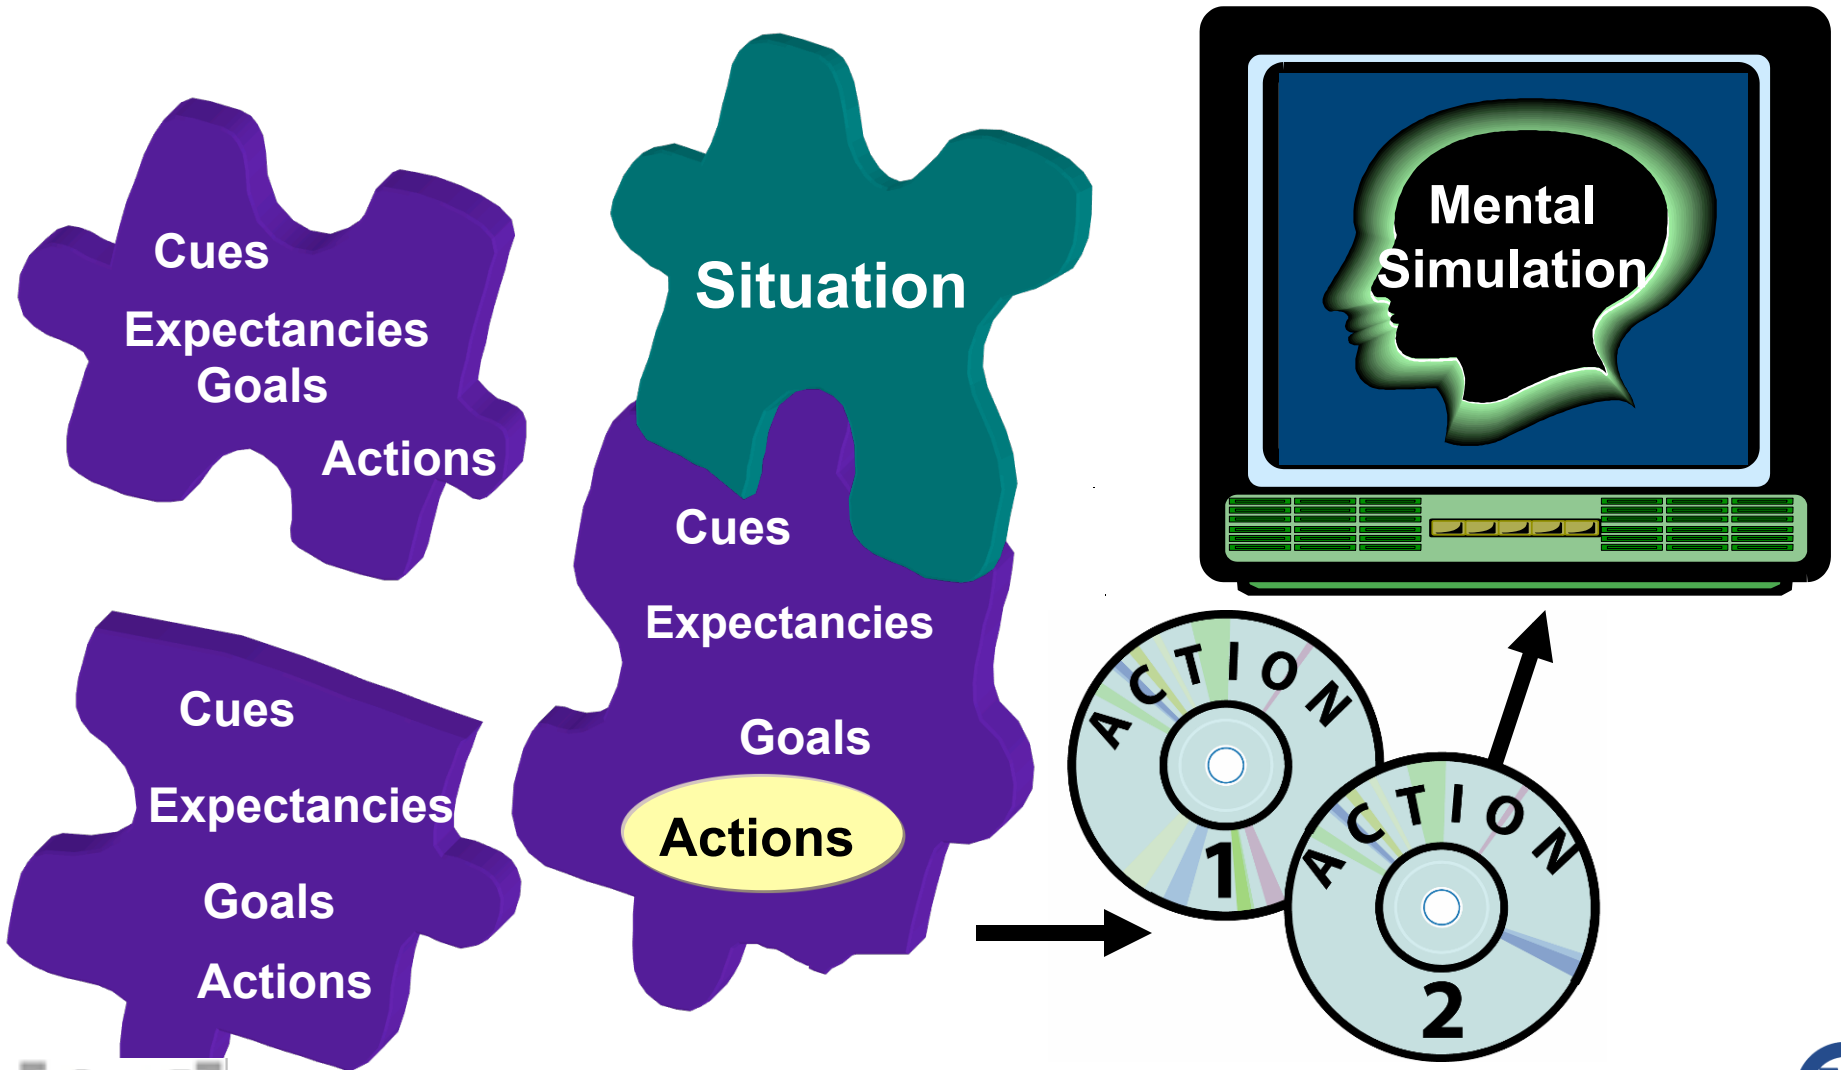 Cues
Expectancies
Goals
Actions
Situation
Cues
Expectancies
Goals
Actions
Cues
Expectancies
Goals
Actions
ACTION
1
ACTION
2
Mental
Simulation